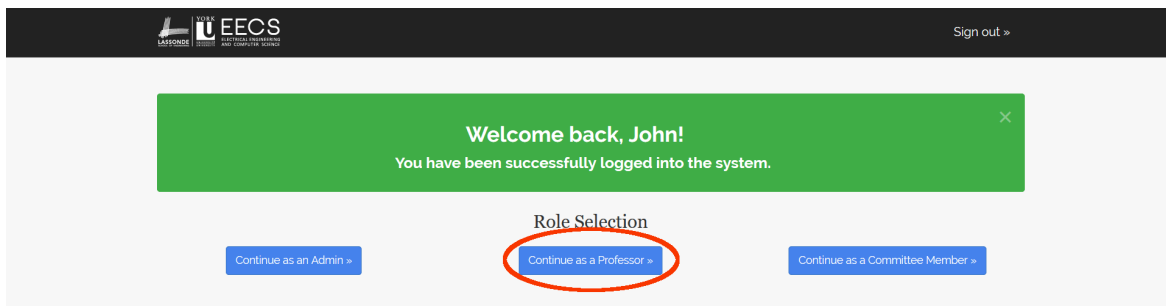 LASSONDE
YORK
U
EECS
ELECTRICAL ENGINEERING
AND COMPUTER SCIENCE
Sign out »
×
Welcome back, John!
You have been successfully logged into the system.
Role Selection
Continue as an Admin »
Continue as a Professor »
Continue as a Committee Member »